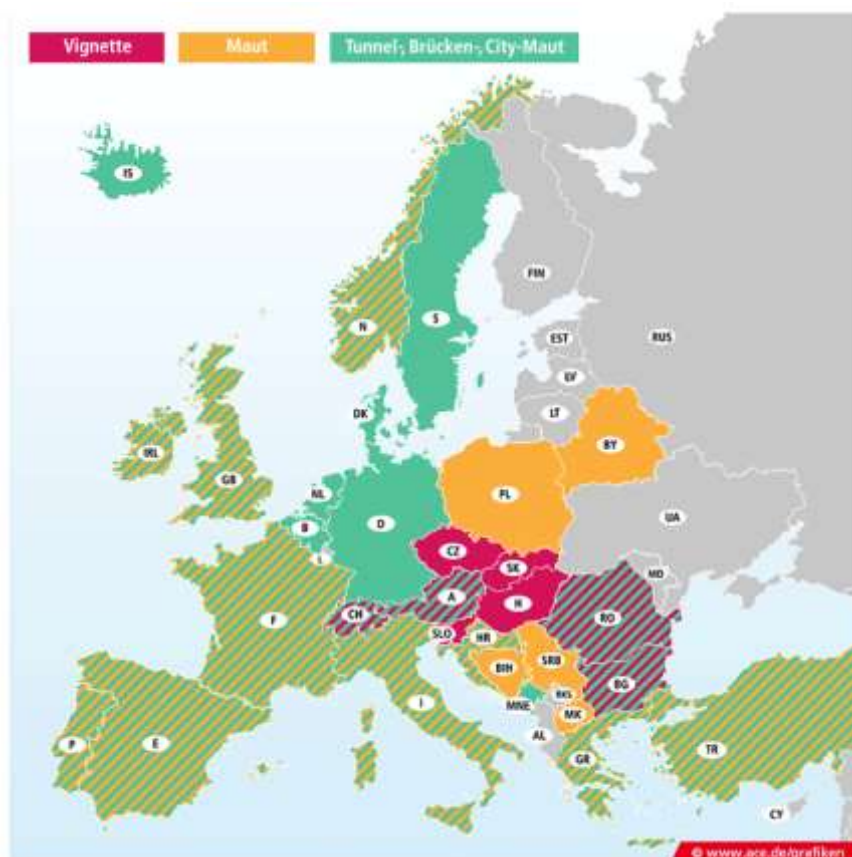 Vignette
Maut
Tunnel-, Brücken-, City-Maut
IS
FIN
N
S
RUS
EST
LV
DK
LT
IRL
BY
GB
NL
PL
B
D
UA
L
CZ
SK
MD
A
H
F
CH
RO
SLO
HR
BIH
SRB
BG
RKS
I
MNE
MK
P
E
AL
TR
GR
CY
© www.ace.de/grafiken